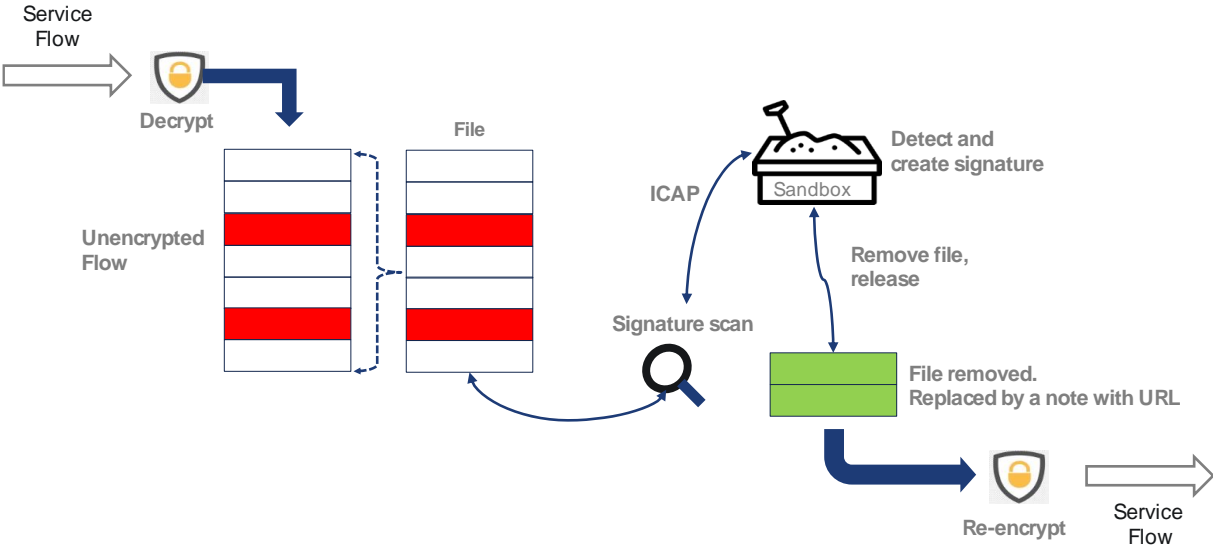 Service
Flow
Decrypt
File
Detect and
create signature
Sandbox
ICAP
Unencrypted
Flow
Remove file,
release
Signature scan
File removed.
Replaced by a note with URL
Re-encrypt
Service
Flow